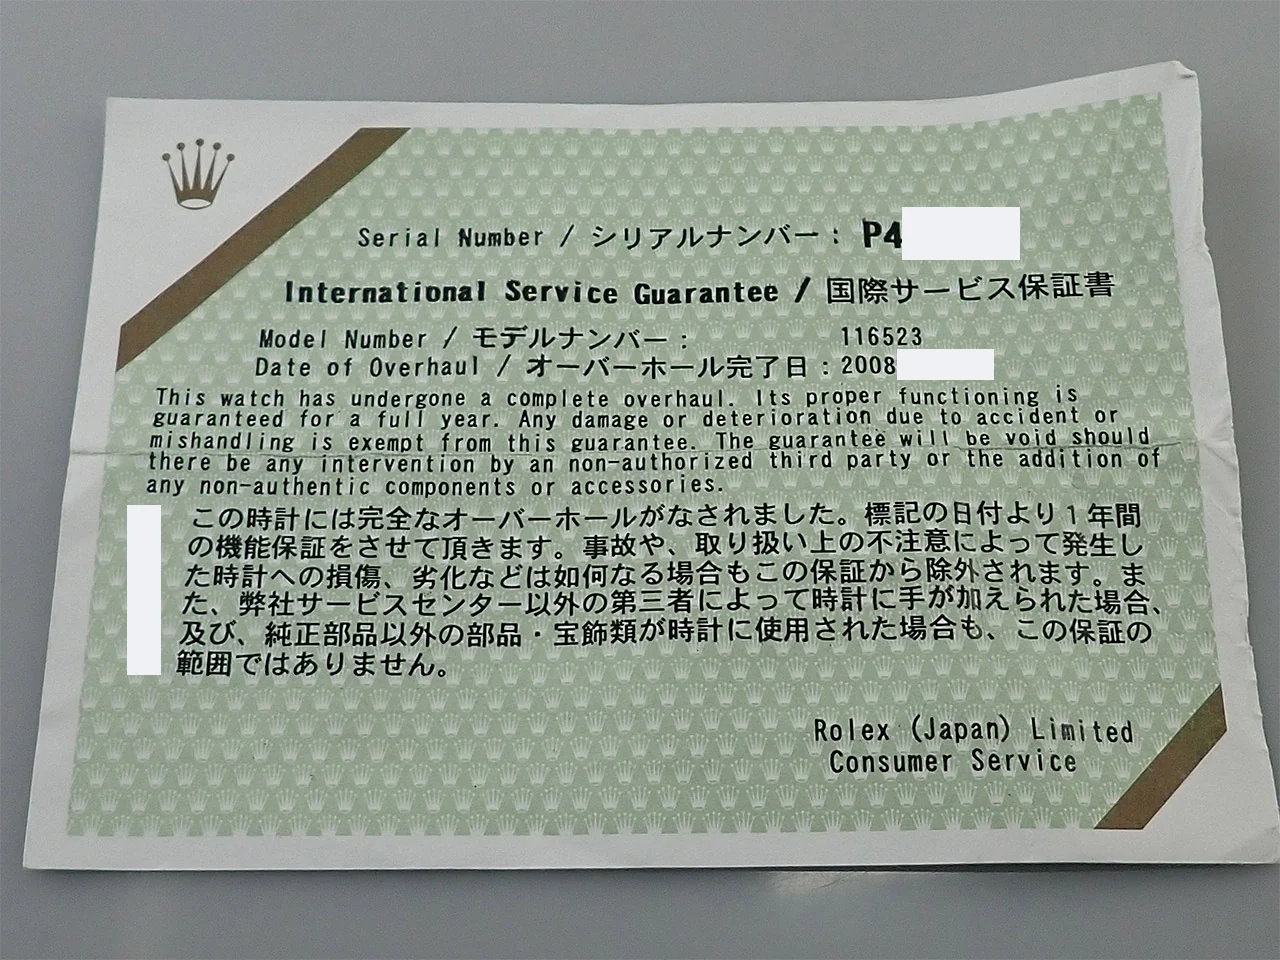 Serial Number / シリアルナンバー : P4
International Service Guarantee / 国際サービス保証書
Model Number / モデルナンバー : 116523
Date of Overhaul / オーバーホール完了日 : 2008
This watch has undergone a complete overhaul. Its proper functioning is
guaranteed for a full year. Any damage or deterioration due to accident or
mishandling is exempt from this guarantee. The guarantee will be void should
there be any intervention by an non-authorized third party or the addition of
any non-authentic components or accessories.
この時計には完全なオーバーホールがなされました。標記の日付より1年間
の機能保証をさせて頂きます。事故や、取り扱い上の不注意によって発生し
た時計への損傷、劣化などは如何なる場合もこの保証から除外されます。ま
た、弊社サービスセンター以外の第三者によって時計に手が加えられた場合、
及び、純正部品以外の部品・宝飾類が時計に使用された場合も、この保証の
範囲ではありません。
Rolex (Japan) Limited
Consumer Service